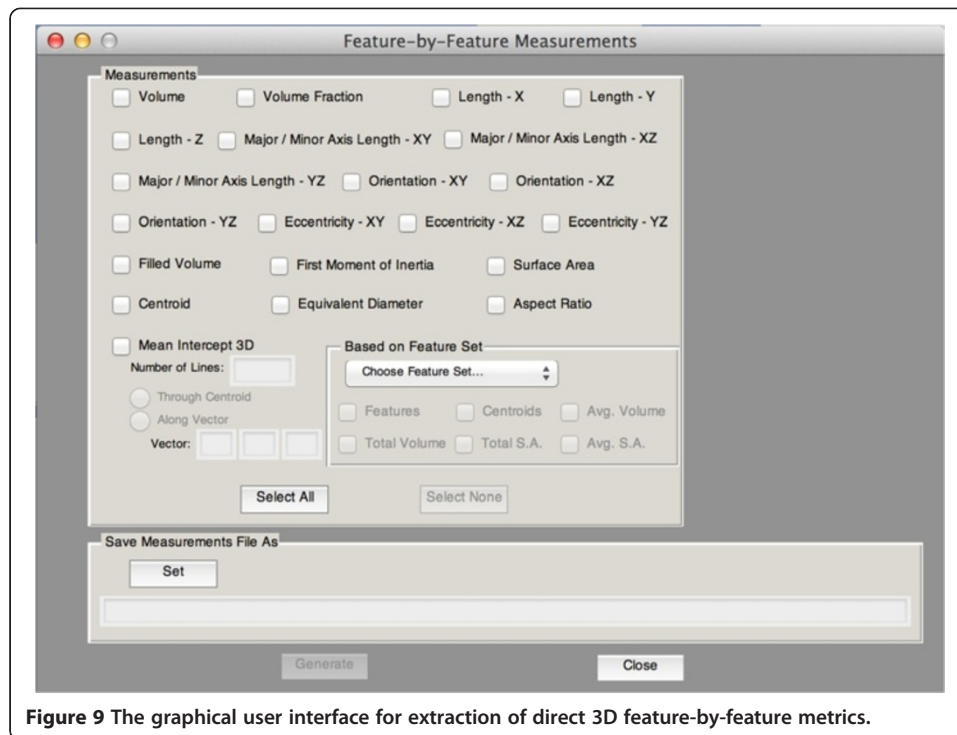 Feature-by-Feature Measurements
Measurements
Volume Volume Fraction Length - X Length - Y
Length - Z Major / Minor Axis Length - XY Major / Minor Axis Length - XZ
Major / Minor Axis Length - YZ Orientation - XY Orientation - XZ
Orientation - YZ Eccentricity - XY Eccentricity - XZ Eccentricity - YZ
Filled Volume First Moment of Inertia Surface Area
Centroid Equivalent Diameter Aspect Ratio
Mean Intercept 3D
Number of Lines:
Through Centroid
Along Vector
Vector:
Based on Feature Set
Choose Feature Set...
Features Centroids Avg. Volume
Total Volume Total S.A. Avg. S.A.
Select All Select None
Save Measurements File As
Set
Generate Close
Figure 9 The graphical user interface for extraction of direct 3D feature-by-feature metrics.